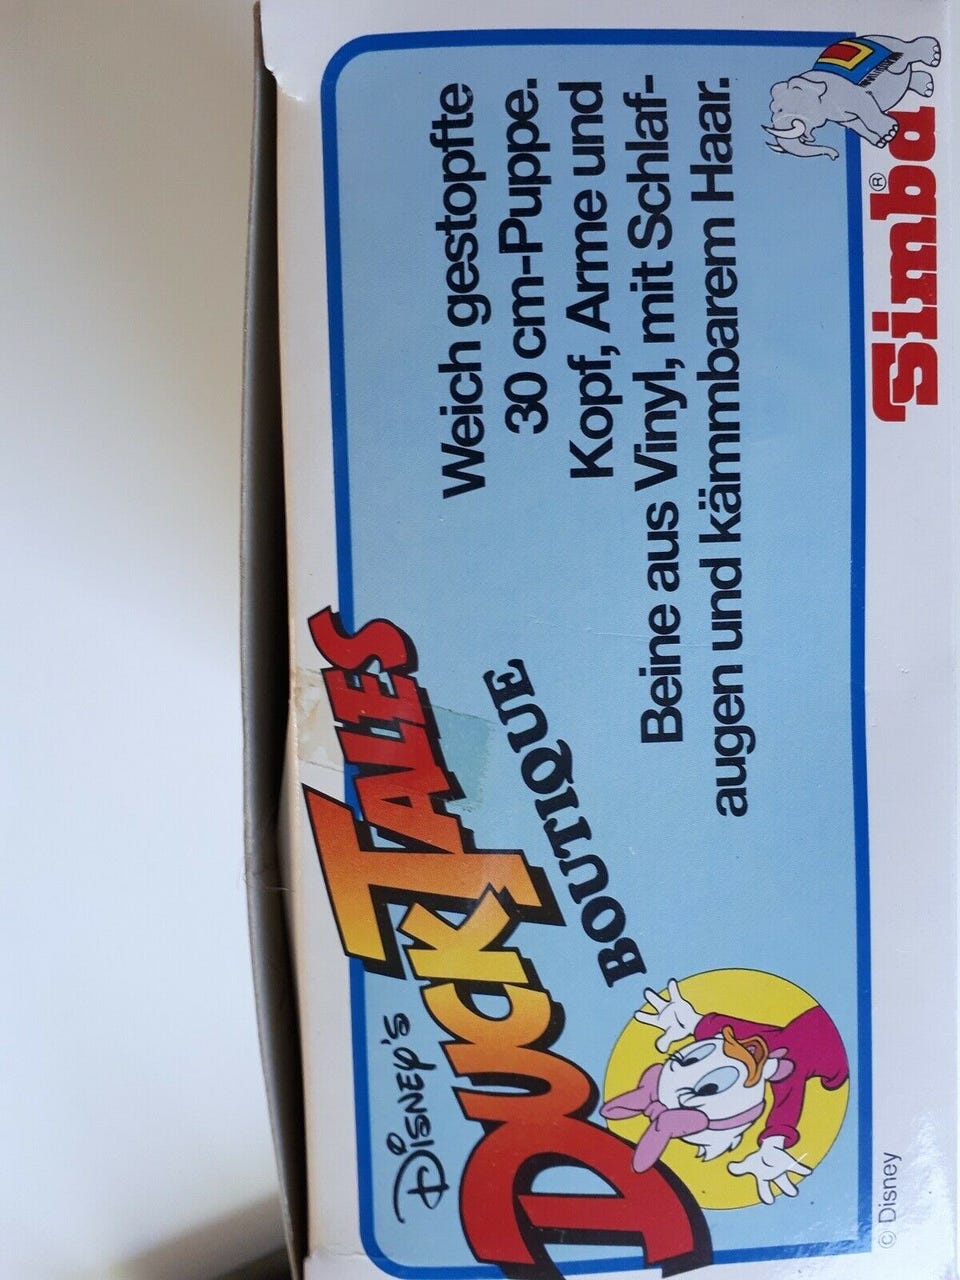 Disney's
DUCKTALES
BOUTIQUE
Weich gestopfte
30 cm-Puppe.
Kopf, Arme und
Beine aus Vinyl, mit Schlaf-
augen und kämmbarem Haar.
© Disney
Simba®